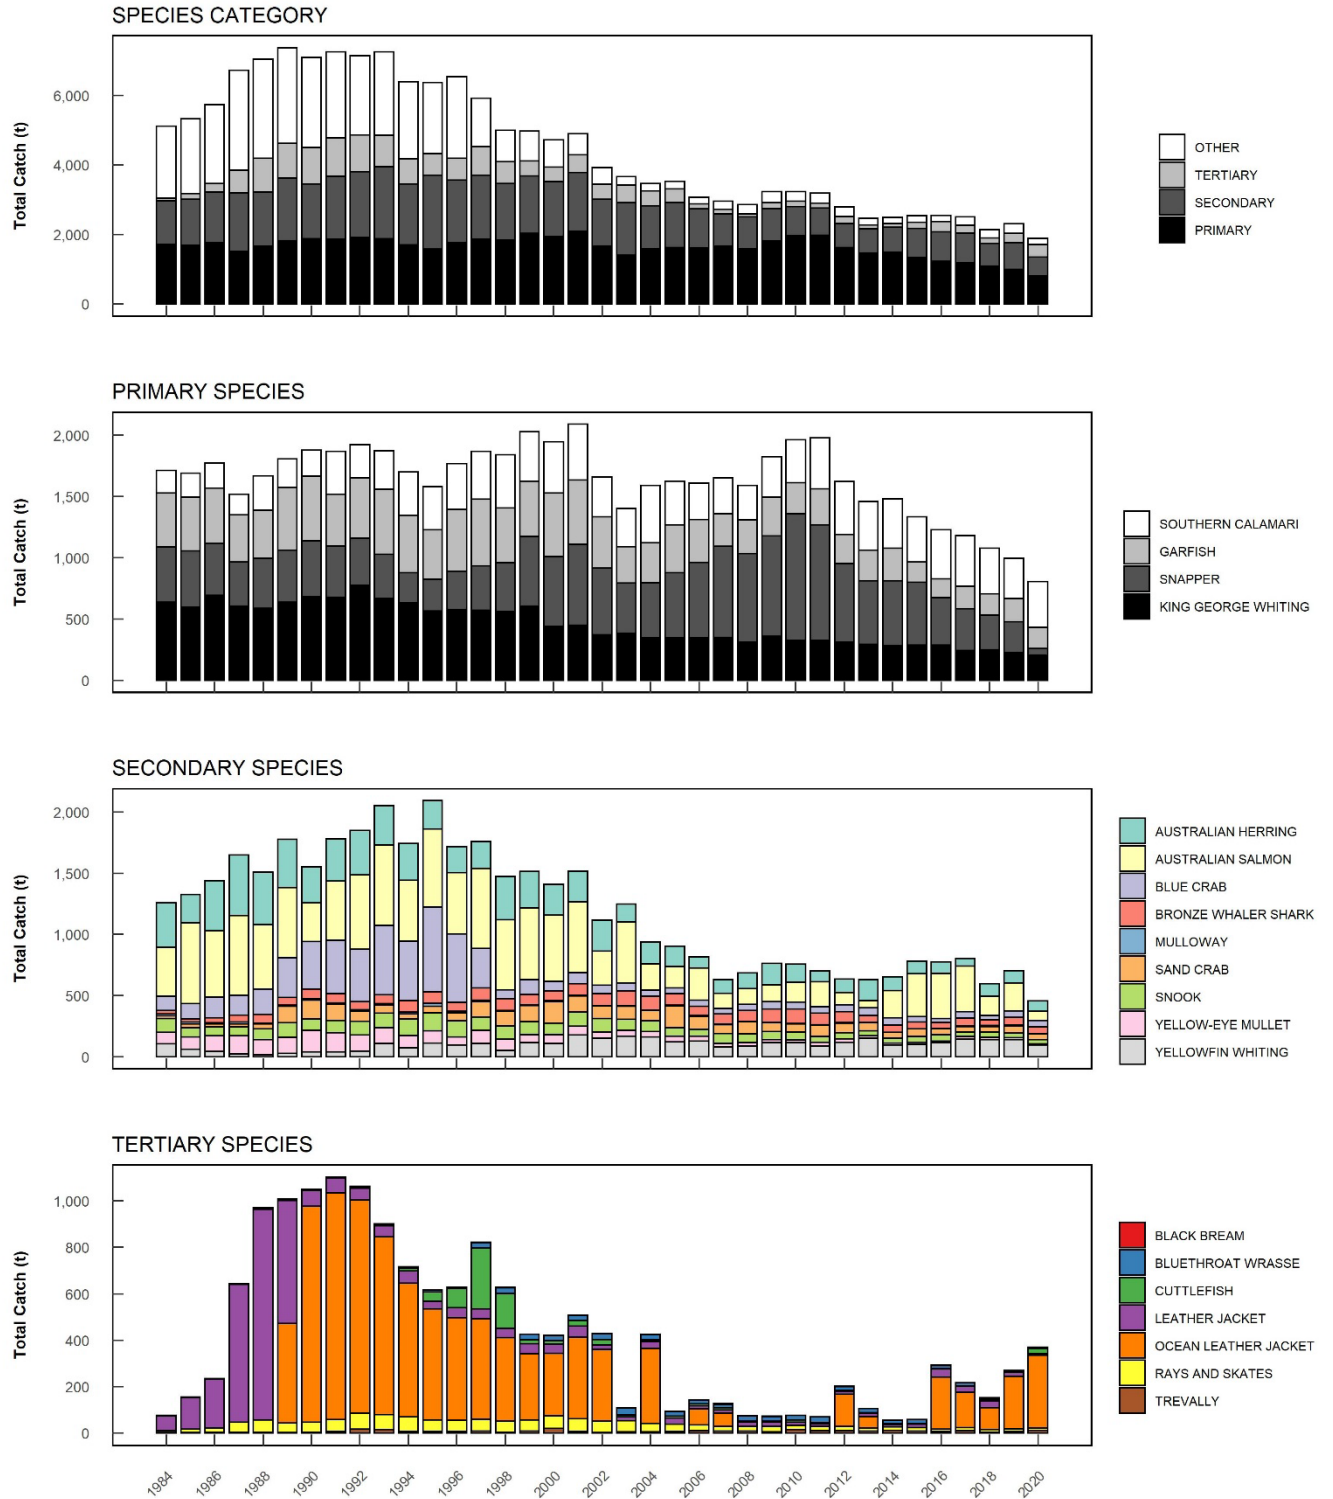 SPECIES CATEGORY
Total Catch (t)
6,000
4,000
2,000
0
OTHER
TERTIARY
SECONDARY
PRIMARY
PRIMARY SPECIES
Total Catch (t)
2,000
1,500
1,000
500
0
SOUTHERN CALAMARI
GARFISH
SNAPPER
KING GEORGE WHITING
SECONDARY SPECIES
Total Catch (t)
2,000
1,500
1,000
500
0
AUSTRALIAN HERRING
AUSTRALIAN SALMON
BLUE CRAB
BRONZE WHALER SHARK
MULLOWAY
SAND CRAB
SNOOK
YELLOW-EYE MULLET
YELLOWFIN WHITING
TERTIARY SPECIES
Total Catch (t)
1,000
800
600
400
200
0
BLACK BREAM
BLUETHROAT WRASSE
CUTTLEFISH
LEATHER JACKET
OCEAN LEATHER JACKET
RAYS AND SKATES
TREVALLY
1984
1986
1988
1990
1992
1994
1996
1998
2000
2002
2004
2006
2008
2010
2012
2014
2016
2018
2020